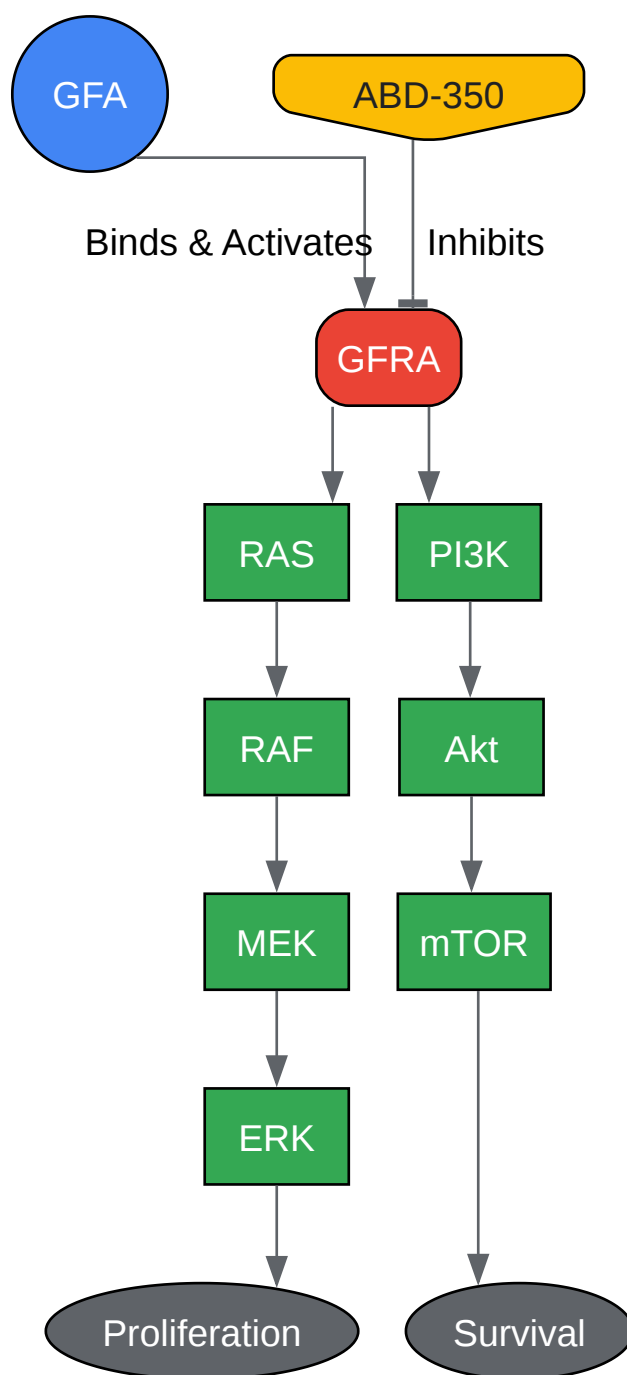 GFA
ABD-350
Binds & Activates
Inhibits
GFRA
RAS
PI3K
RAF
Akt
MEK
mTOR
ERK
Proliferation
Survival